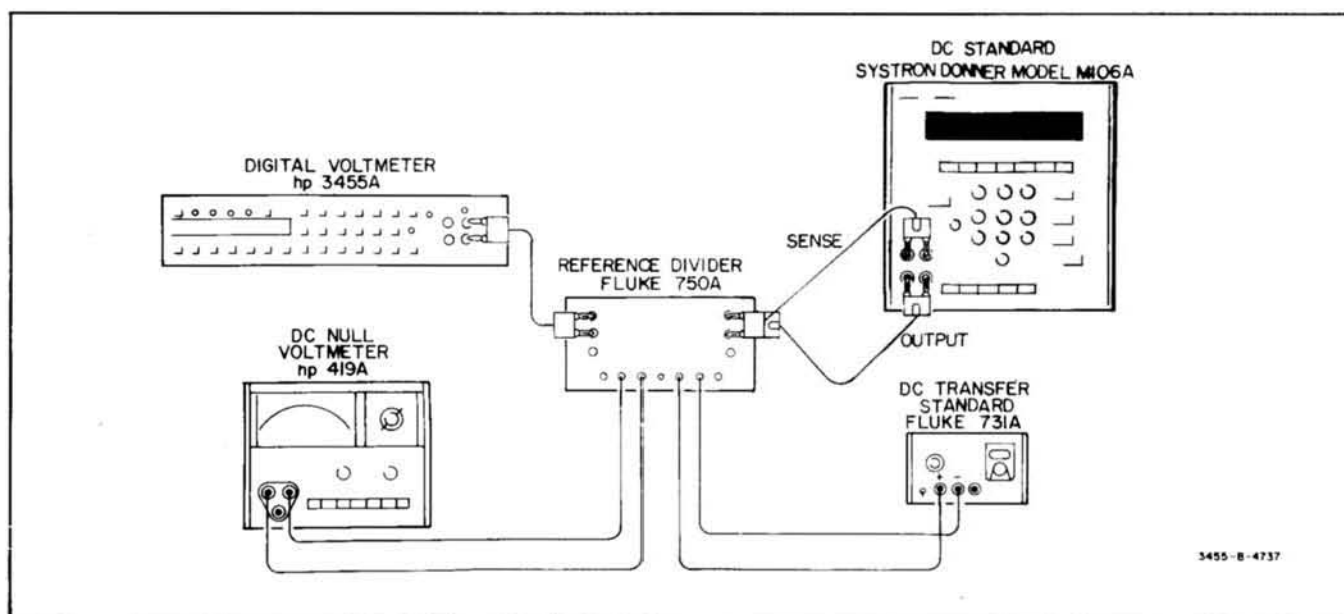 DC STANDARD
SYSTRON DONNER MODEL M106A
DIGITAL VOLTMETER
hp 3455A
SENSE
REFERENCE DIVIDER
FLUKE 750A
OUTPUT
DC NULL
VOLTMETER
hp 419A
DC TRANSFER
STANDARD
FLUKE 731A
+ -
3455-B-4737